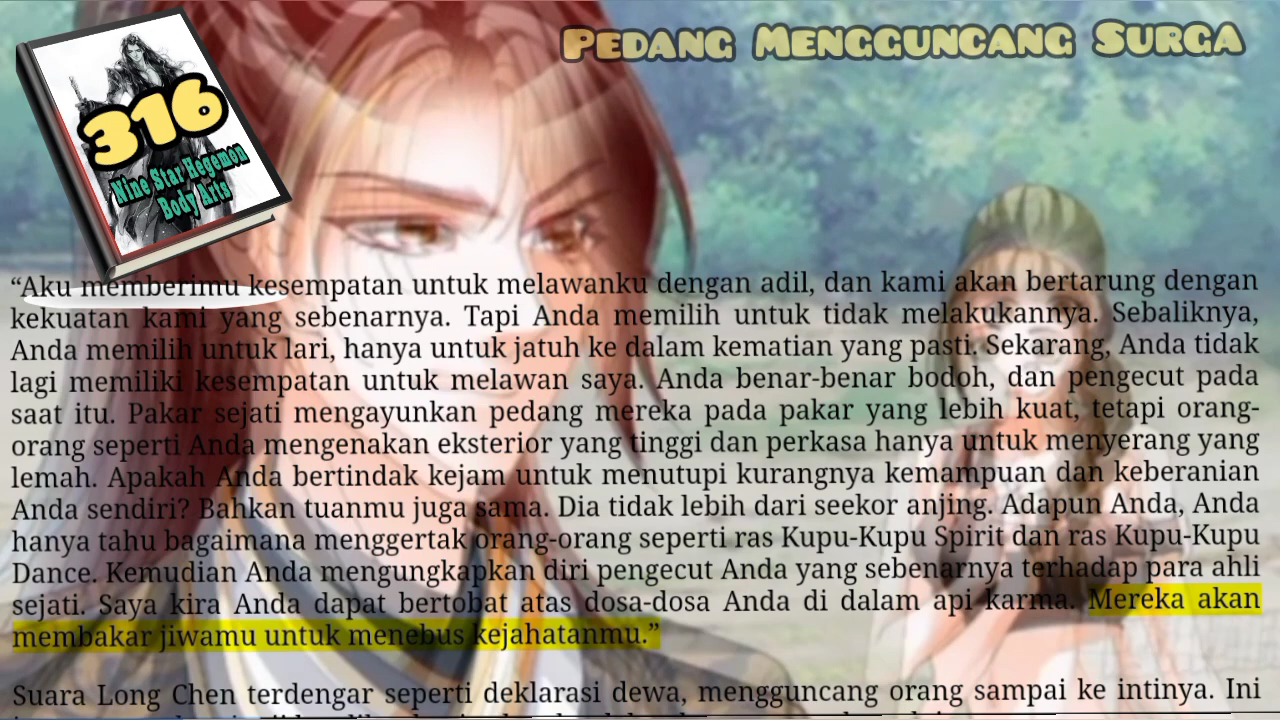 Pedang Mengguncang Surga
316
Nine Star Hegemon
Body Arts
“Aku memberimu kesempatan untuk melawanku dengan adil, dan kami akan bertarung dengan
kekuatan kami yang sebenarnya. Tapi Anda memilih untuk tidak melakukannya. Sebaliknya,
Anda memilih untuk lari, hanya untuk jatuh ke dalam kematian yang pasti. Sekarang, Anda tidak
lagi memiliki kesempatan untuk melawan saya. Anda benar-benar bodoh, dan pengecut pada
saat itu. Pakar sejati mengayunkan pedang mereka pada pakar yang lebih kuat, tetapi orang-
orang seperti Anda mengenakan eksterior yang tinggi dan perkasa hanya untuk menyerang yang
lemah. Apakah Anda bertindak kejam untuk menutupi kurangnya kemampuan dan keberanian
Anda sendiri? Bahkan tuanmu juga sama. Dia tidak lebih dari seekor anjing. Adapun Anda, Anda
hanya tahu bagaimana menggertak orang-orang seperti ras Kupu-Kupu Spirit dan ras Kupu-Kupu
Dance. Kemudian Anda mengungkapkan diri pengecut Anda yang sebenarnya terhadap para ahli
sejati. Saya kira Anda dapat bertobat atas dosa-dosa Anda di dalam api karma. Mereka akan
membakar jiwamu untuk menebus kejahatanmu.”
Suara Long Chen terdengar seperti deklarasi dewa, mengguncang orang sampai ke intinya. Ini